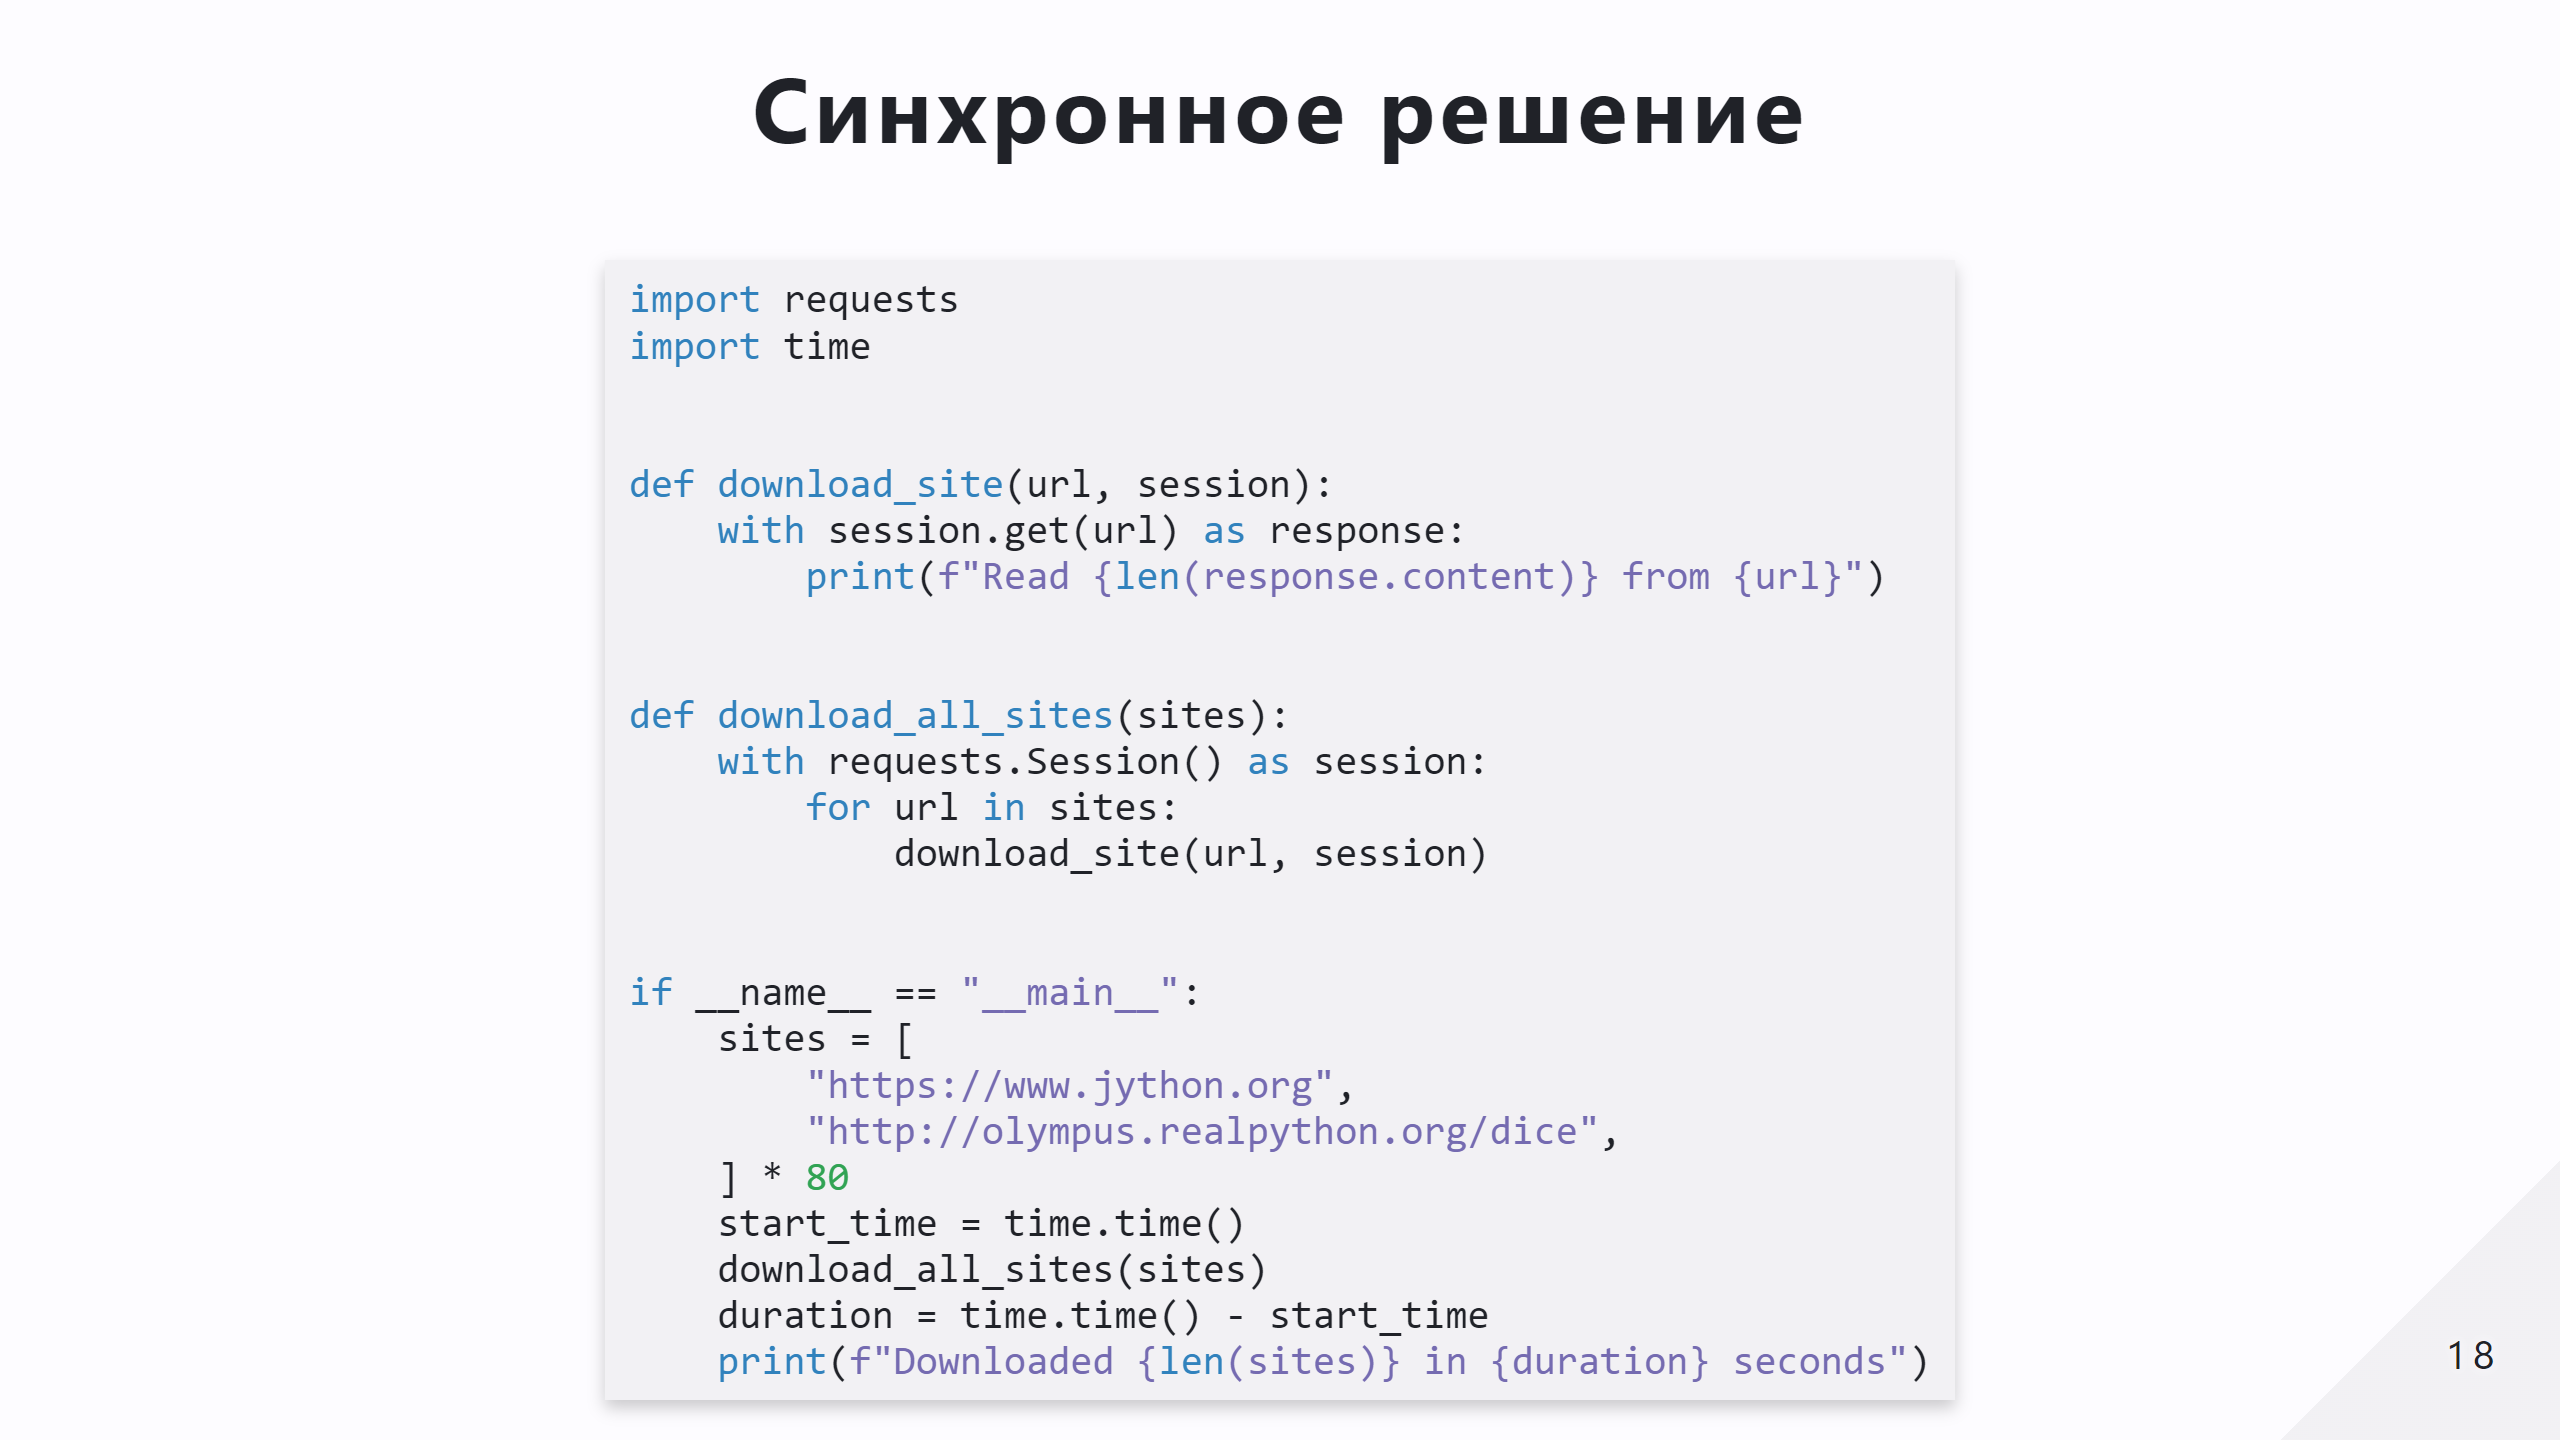 Синхронное решение
import requests
import time
def download_site(url, session):
    with session.get(url) as response:
        print(f"Read {len(response.content)} from {url}")
def download_all_sites(sites):
    with requests.Session() as session:
        for url in sites:
            download_site(url, session)
if __name__ == "__main__":
    sites = [
        "https://www.jython.org",
        "http://olympus.realpython.org/dice",
    ] * 80
    start_time = time.time()
    download_all_sites(sites)
    duration = time.time() - start_time
    print(f"Downloaded {len(sites)} in {duration} seconds")
18